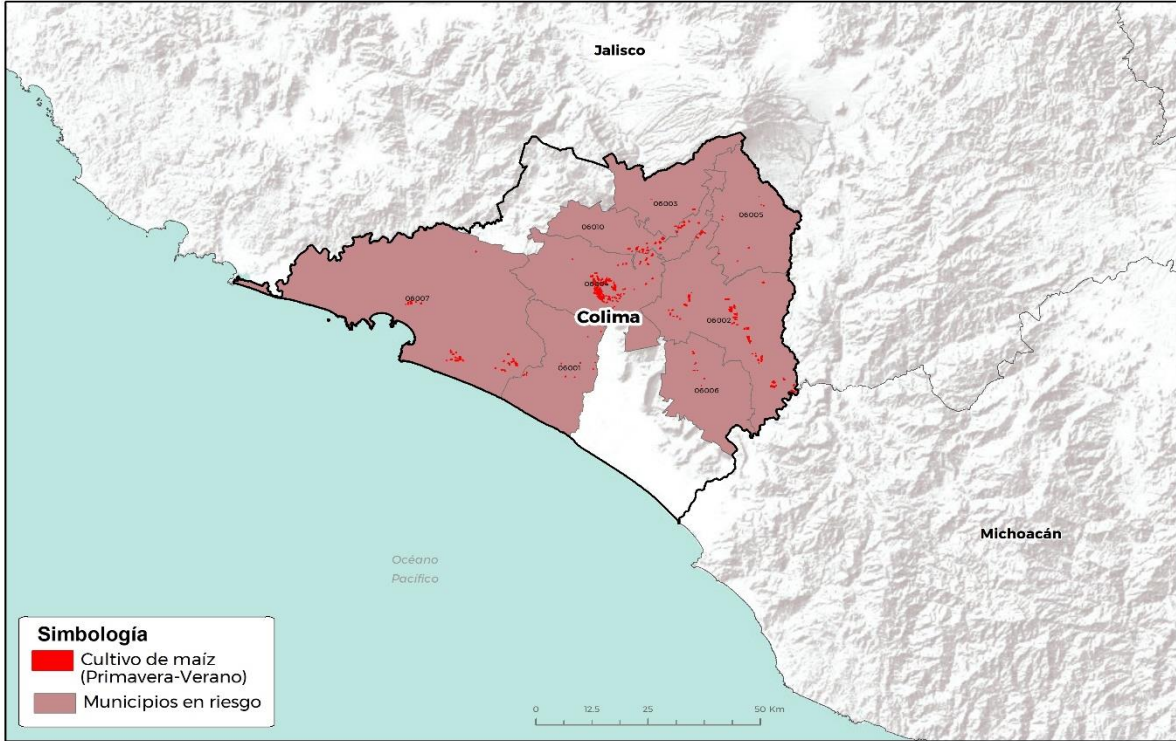 Jalisco
06003
06005
06010
06004
06007
06002
Colima
06001
06006
Michoacán
Océano
Pacífico
Simbología
Cultivo de maíz
(Primavera-Verano)
Municipios en riesgo
0 12.5 25 50 Km